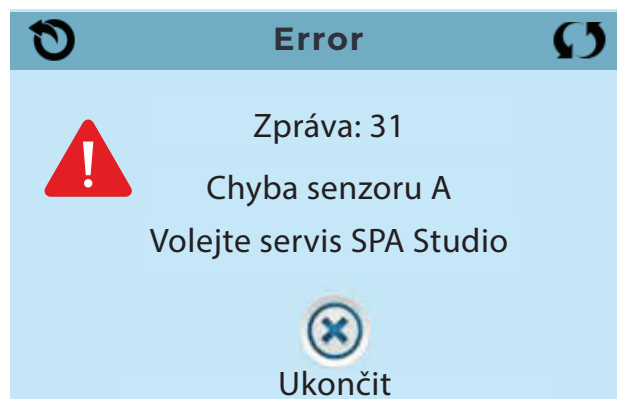 Error
Zpráva: 31
Chyba senzoru A
Volejte servis SPA Studio
Ukončit